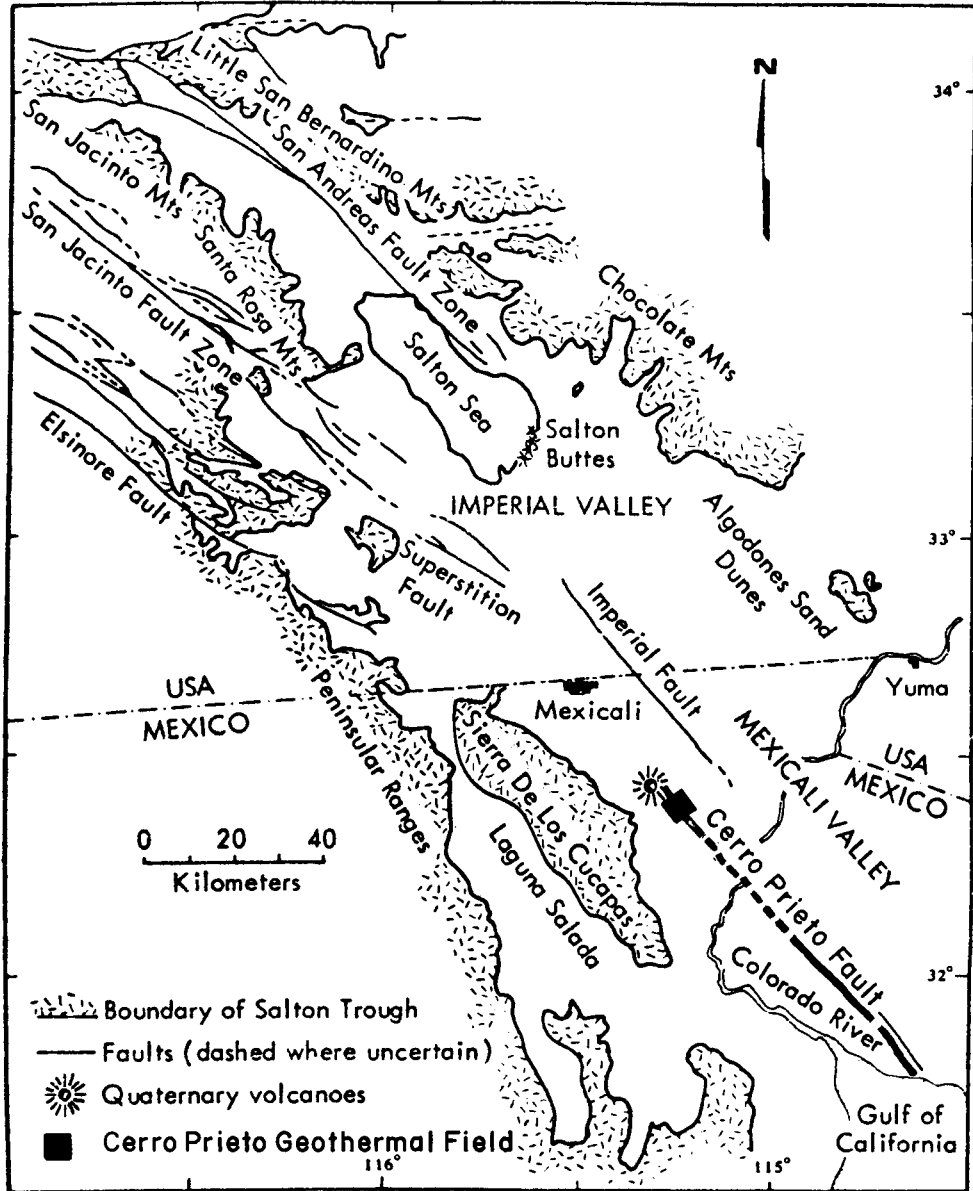 Little San Bernardino Mts
N
34°
San Jacinto Mts
San Andreas Fault Zone
Santa Rosa Mts
San Jacinto Fault Zone
Chocolate Mts
Salton Sea
Salton
Buttes
Elsinore Fault
IMPERIAL VALLEY
Algodones Sand
Dunes
33°
Superstition
Fault
Imperial Fault
Peninsular Ranges
USA
MEXICO
Mexicali
Yuma
Sierra De Los Cucapas
MEXICALI VALLEY
USA
MEXICO
0 20 40
Kilometers
Laguna Salada
Cerro Prieto Fault
32°
Colorado River
Boundary of Salton Trough
Faults (dashed where uncertain)
Quaternary volcanoes
Cerro Prieto Geothermal Field
Gulf of
California
116°
115°